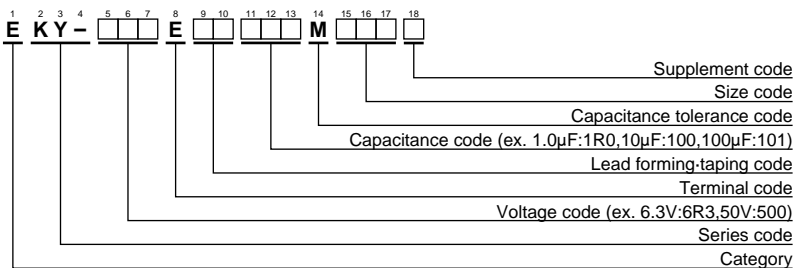 1 2 3 4 5 6 7 8 9 10 11 12 13 14 15 16 17 18
E KY- □□□ E □□ □□□ M □□□ □
Supplement code
Size code
Capacitance tolerance code
Capacitance code (ex. 1.0μF:1R0,10μF:100,100μF:101)
Lead forming·taping code
Terminal code
Voltage code (ex. 6.3V:6R3,50V:500)
Series code
Category